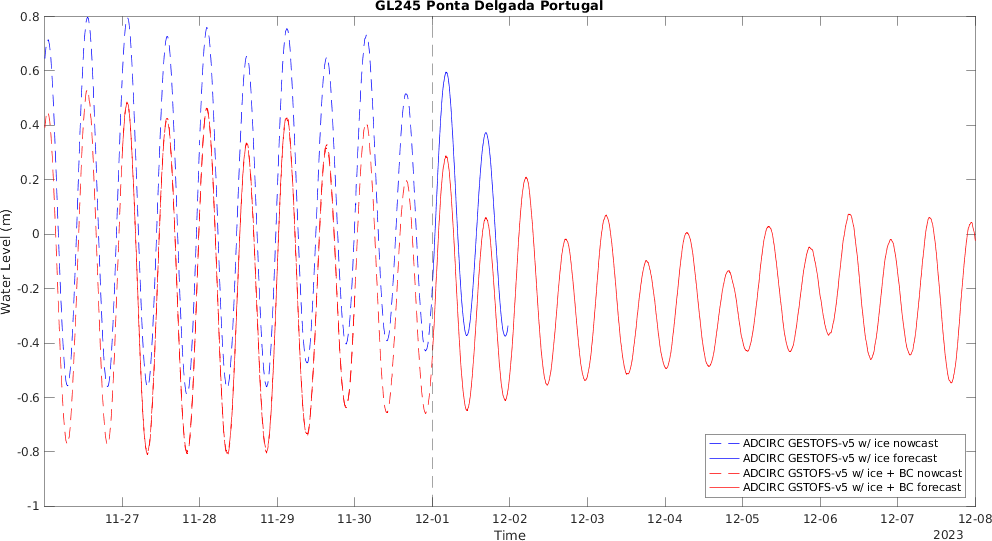 GL245 Ponta Delgada Portugal
Water Level (m)
0.8
0.6
0.4
0.2
0
-0.2
-0.4
-0.6
-0.8
-1
ADCIRC GESTOFS-v5 w/ ice nowcast
ADCIRC GESTOFS-v5 w/ ice forecast
ADCIRC GSTOFS-v5 w/ ice + BC nowcast
ADCIRC GSTOFS-v5 w/ ice + BC forecast
11-27 11-28 11-29 11-30 12-01 12-02 12-03 12-04 12-05 12-06 12-07 12-08
Time
2023